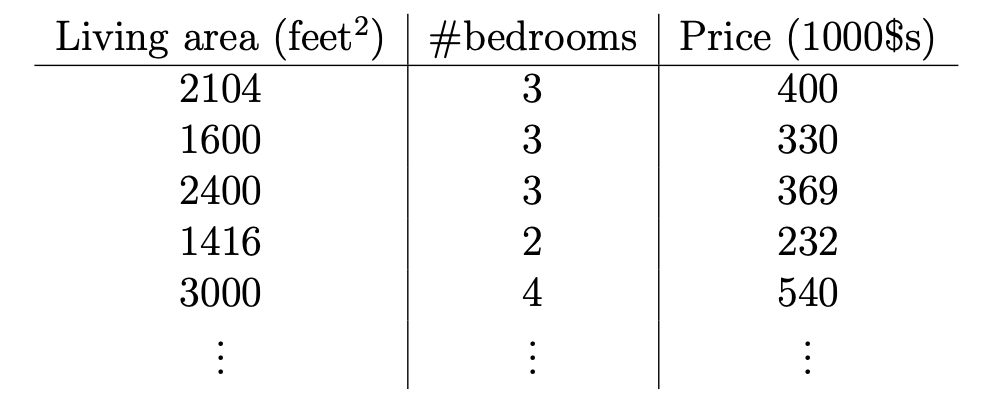 Living area (feet²) #bedrooms Price (1000$s)
2104 3 400
1600 3 330
2400 3 369
1416 2 232
3000 4 540
⋮ ⋮ ⋮